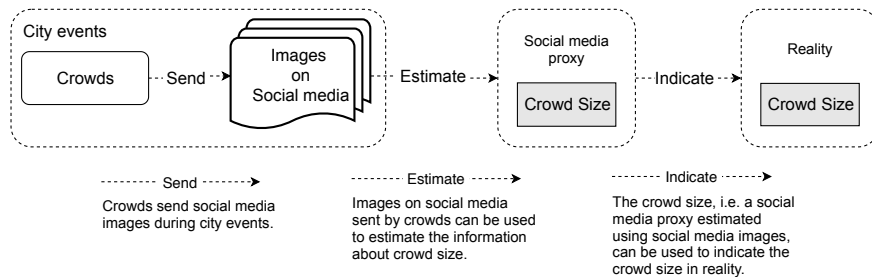 City events
Crowds
Send
Images
on
Social media
Estimate
Social media
proxy
Crowd Size
Indicate
Reality
Crowd Size
Send
Crowds send social media
images during city events.
Estimate
Images on social media
sent by crowds can be used
to estimate the information
about crowd size.
Indicate
The crowd size, i.e. a social
media proxy estimated
using social media images,
can be used to indicate the
crowd size in reality.